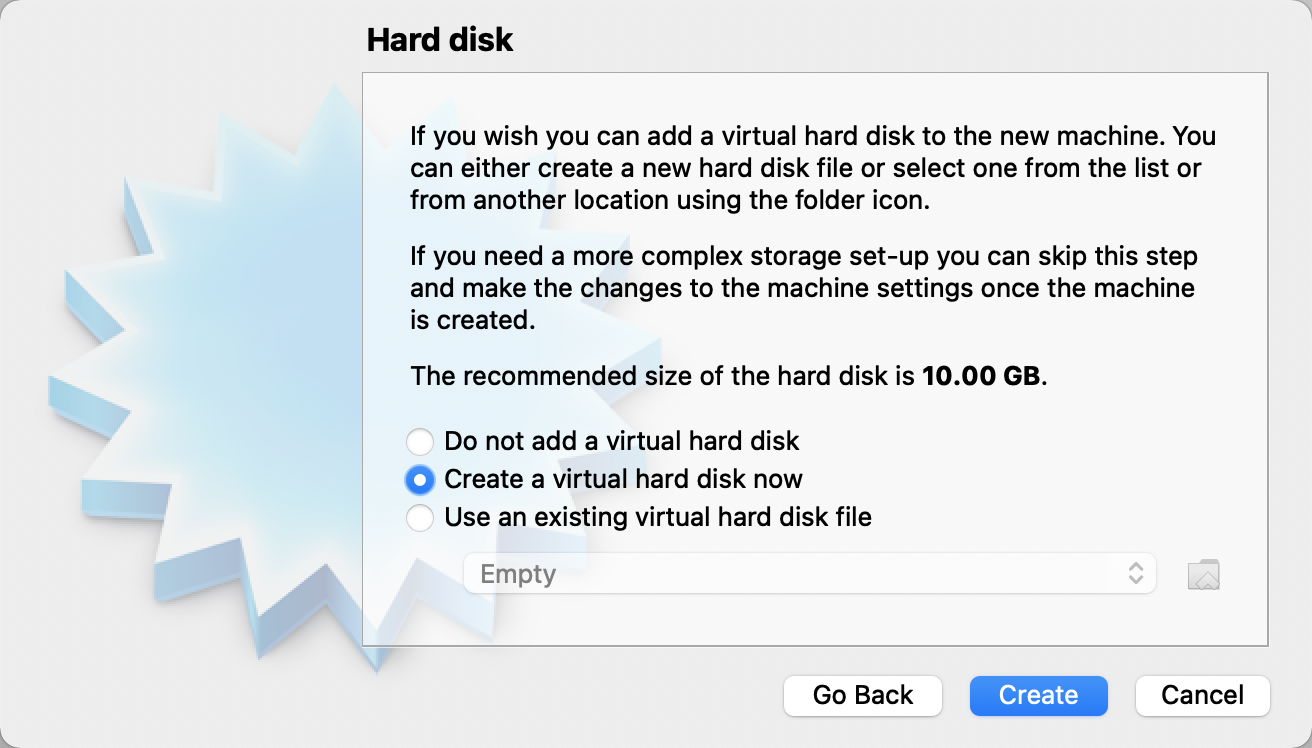 Hard disk
If you wish you can add a virtual hard disk to the new machine. You
can either create a new hard disk file or select one from the list or
from another location using the folder icon.
If you need a more complex storage set-up you can skip this step
and make the changes to the machine settings once the machine
is created.
The recommended size of the hard disk is 10.00 GB.
Do not add a virtual hard disk
Create a virtual hard disk now
Use an existing virtual hard disk file
Empty
Go Back
Create
Cancel